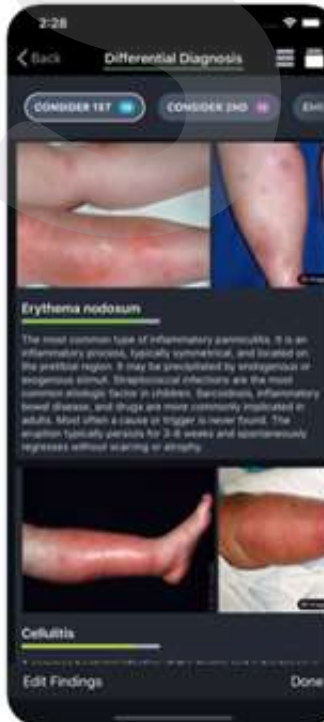 2:28
Back
Differential Diagnosis
CONSIDER 1ST
CONSIDER 2ND
Erythema nodosum
The most common type of inflammatory panniculitis. It is an
inflammatory process, typically symmetrical, and located on
the pretibial region. It may be precipitated by endogenous or
exogenous stimuli. Streptococcal infections are the most
common etiologic factor in children. Sarcoidosis, inflammatory
bowel disease, and drugs are more commonly implicated in
adults. Most often a cause or trigger is never found. The
eruption typically persists for 3-6 weeks and spontaneously
regresses without scarring or atrophy.
Cellulitis
Edit Findings
Done